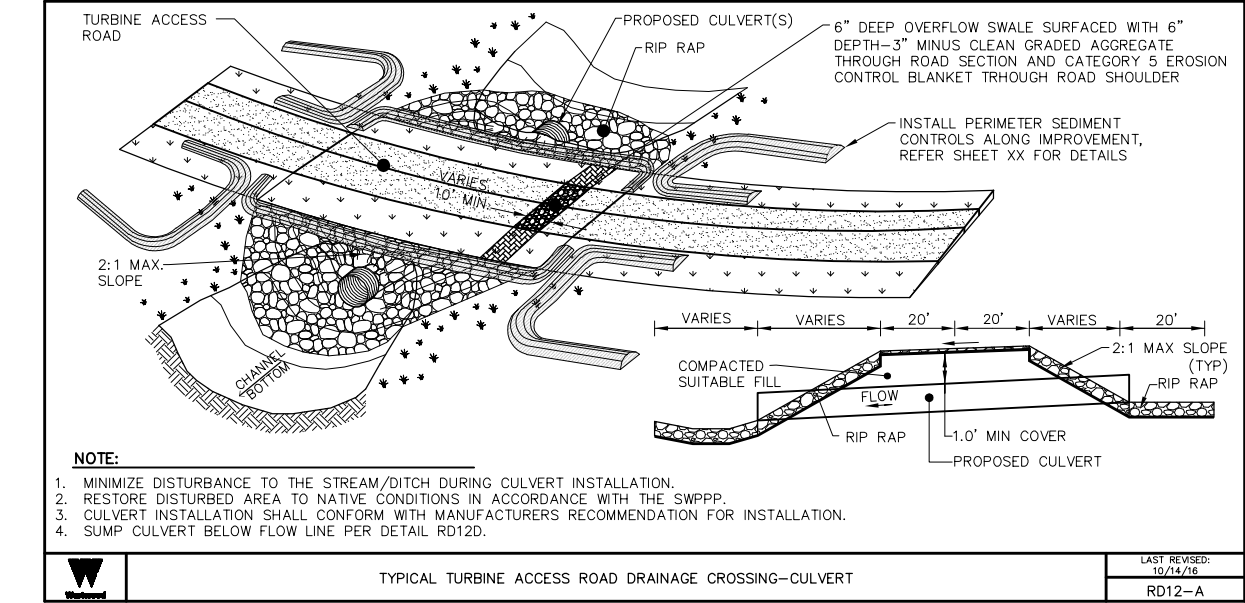 TURBINE ACCESS
ROAD
PROPOSED CULVERT(S)
RIP RAP
6" DEEP OVERFLOW SWALE SURFACED WITH 6"
DEPTH-3" MINUS CLEAN GRADED AGGREGATE
THROUGH ROAD SECTION AND CATEGORY 5 EROSION
CONTROL BLANKET TRHOUGH ROAD SHOULDER
INSTALL PERIMETER SEDIMENT
CONTROLS ALONG IMPROVEMENT,
REFER SHEET XX FOR DETAILS
VARIES
10' MIN.
2:1 MAX.
SLOPE
CHANNEL
BOTTOM
VARIES
VARIES
20'
20'
VARIES
20'
COMPACTED
SUITABLE FILL
FLOW
2:1 MAX SLOPE
(TYP)
RIP RAP
RIP RAP
1.0' MIN COVER
PROPOSED CULVERT
NOTE:
1. MINIMIZE DISTURBANCE TO THE STREAM/DITCH DURING CULVERT INSTALLATION.
2. RESTORE DISTURBED AREA TO NATIVE CONDITIONS IN ACCORDANCE WITH THE SWPPP.
3. CULVERT INSTALLATION SHALL CONFORM WITH MANUFACTURERS RECOMMENDATION FOR INSTALLATION.
4. SUMP CULVERT BELOW FLOW LINE PER DETAIL RD12D.
Westwood
TYPICAL TURBINE ACCESS ROAD DRAINAGE CROSSING-CULVERT
LAST REVISED:
10/14/16
RD12-A